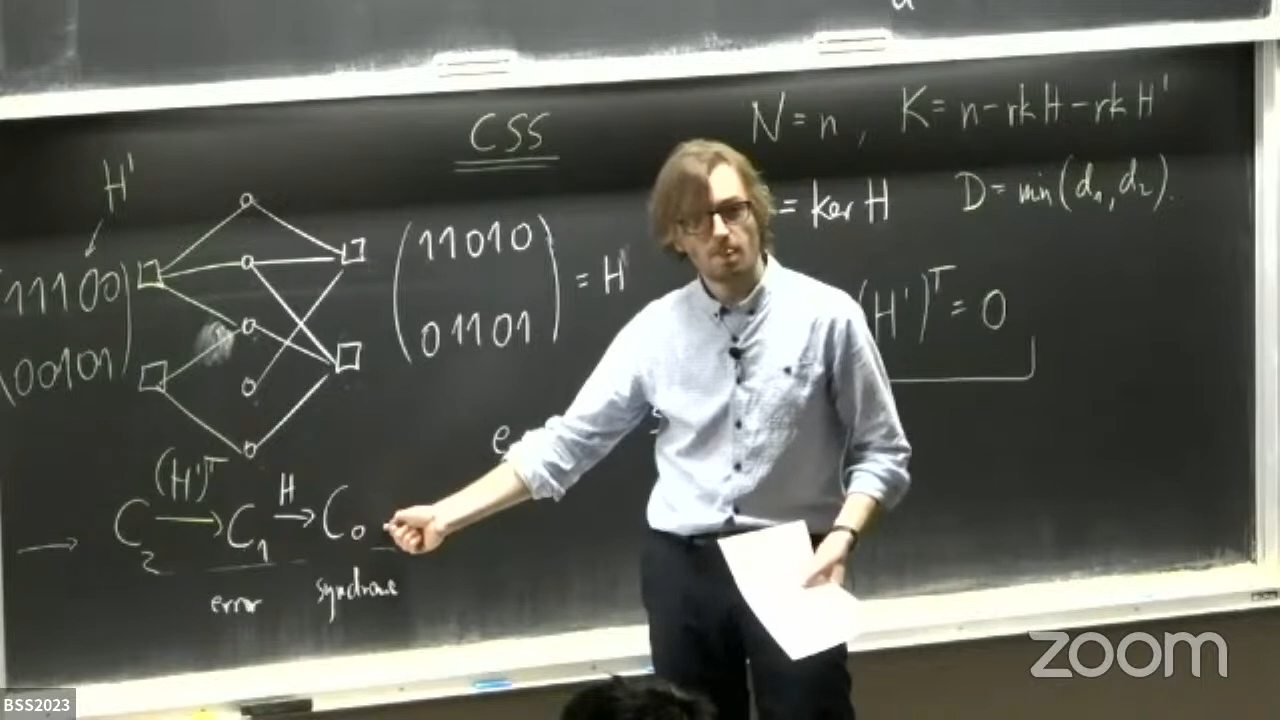 CSS
N = n , K = n - rk H - rk H'
H'
= ker H
D = min(d₁, d₂).
(11100)
(00101)
(11010)
(01101)
= H
(H')ᵀ = 0
e
(H')ᵀ H
→ C₂ → C₁ → C₀
error syndrome
zoom
BSS2023